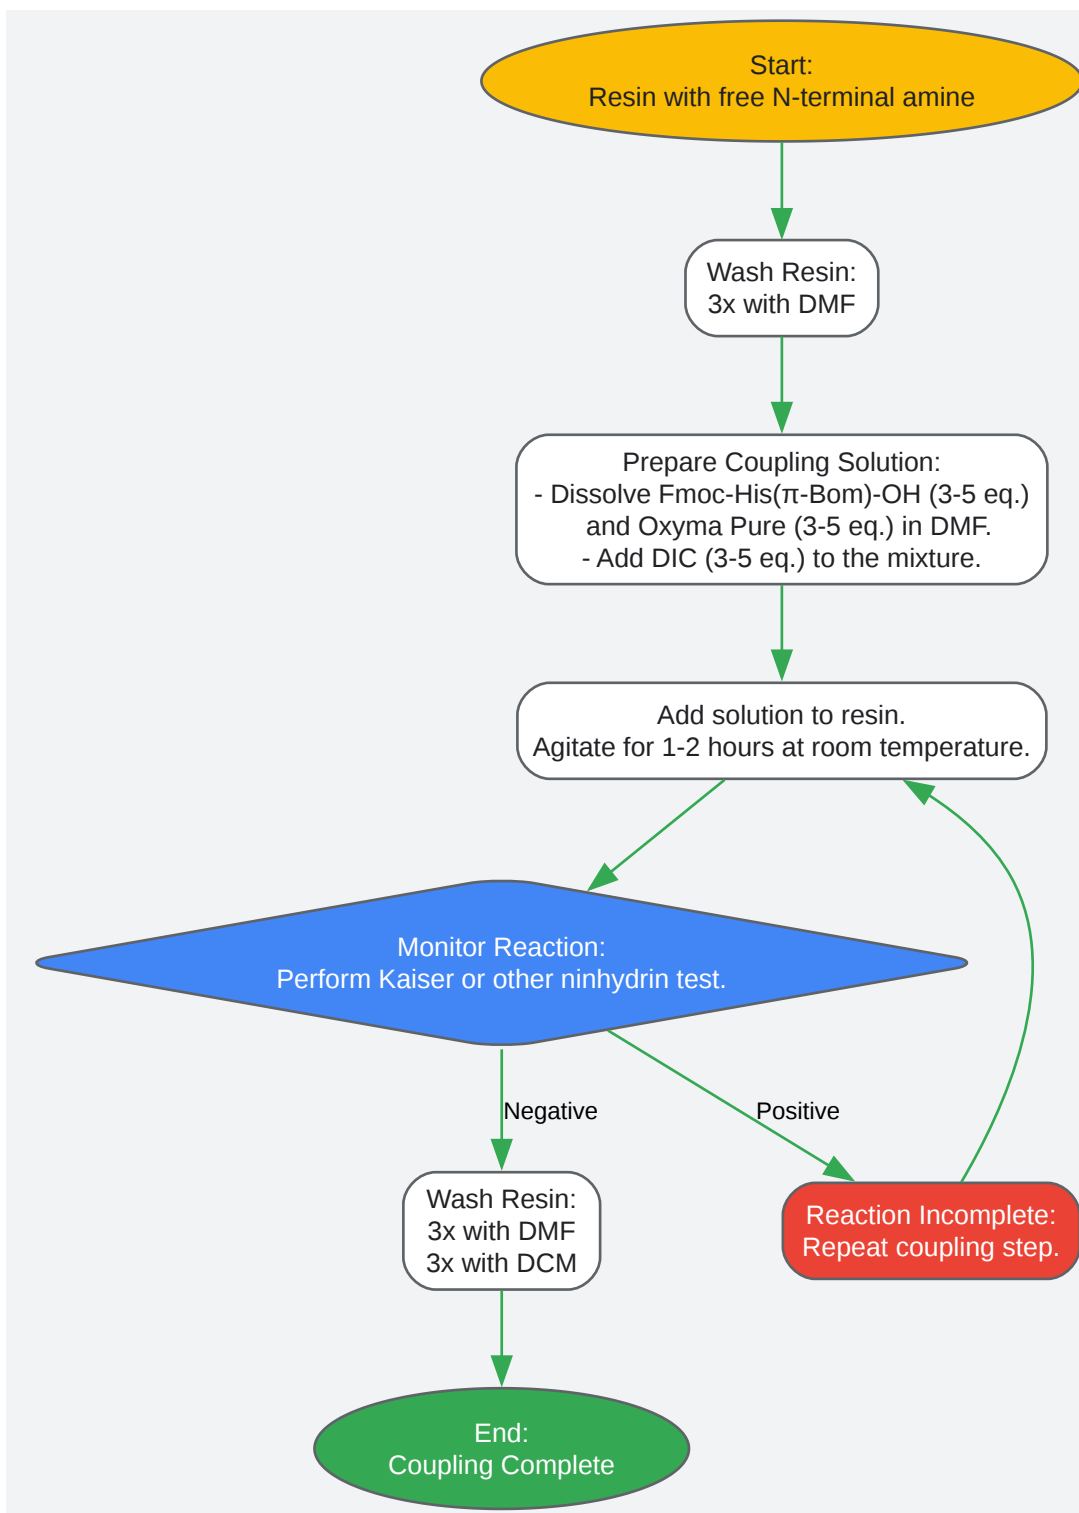 Start:
Resin with free N-terminal amine
Wash Resin:
3x with DMF
Prepare Coupling Solution:
- Dissolve Fmoc-His(π-Bom)-OH (3-5 eq.)
and Oxyma Pure (3-5 eq.) in DMF.
- Add DIC (3-5 eq.) to the mixture.
Add solution to resin.
Agitate for 1-2 hours at room temperature.
Monitor Reaction:
Perform Kaiser or other ninhydrin test.
Negative
Positive
Wash Resin:
3x with DMF
3x with DCM
Reaction Incomplete:
Repeat coupling step.
End:
Coupling Complete